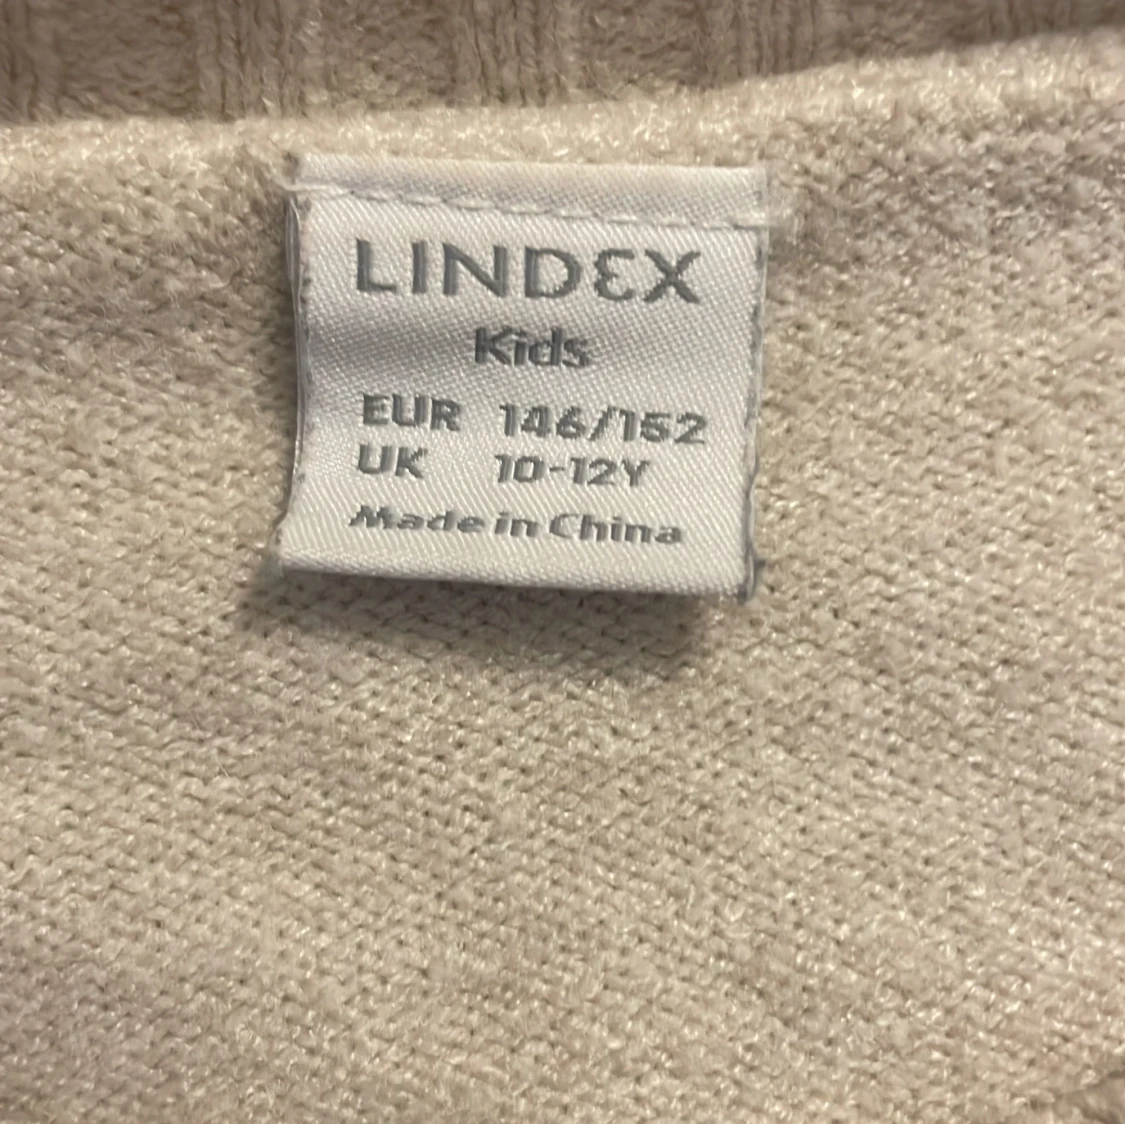 LINDEX
Kids
EUR 146/152
UK 10-12Y
Made in China